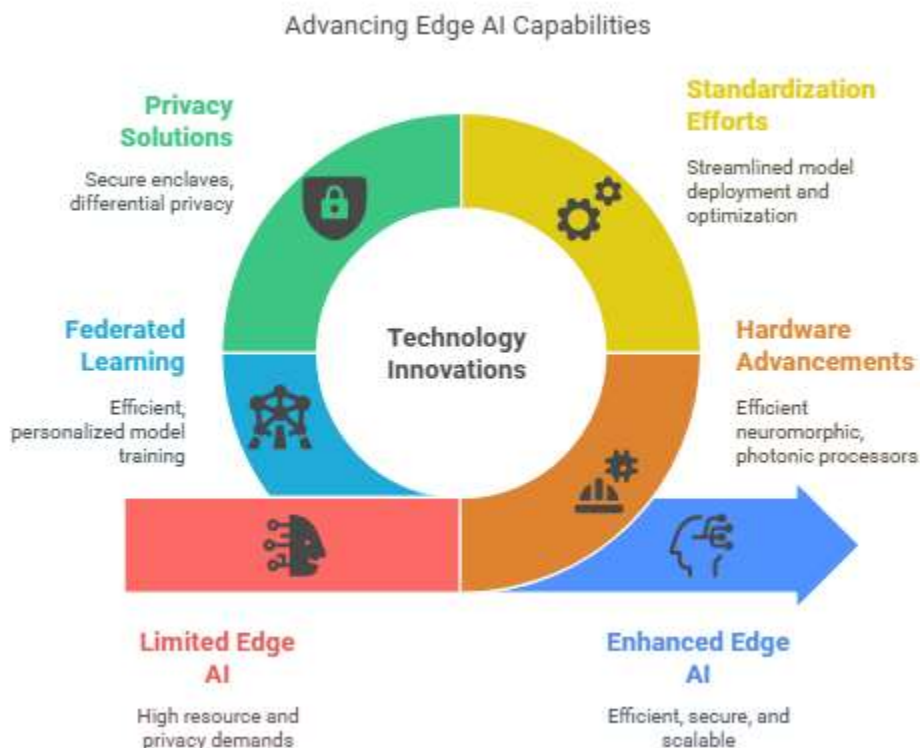 Advancing Edge AI Capabilities
Privacy
Solutions
Secure enclaves,
differential privacy
Standardization
Efforts
Streamlined model
deployment and
optimization
Federated
Learning
Efficient,
personalized model
training
Technology
Innovations
Hardware
Advancements
Efficient
neuromorphic,
photonic processors
Limited Edge
AI
High resource and
privacy demands
Enhanced Edge
AI
Efficient, secure, and
scalable